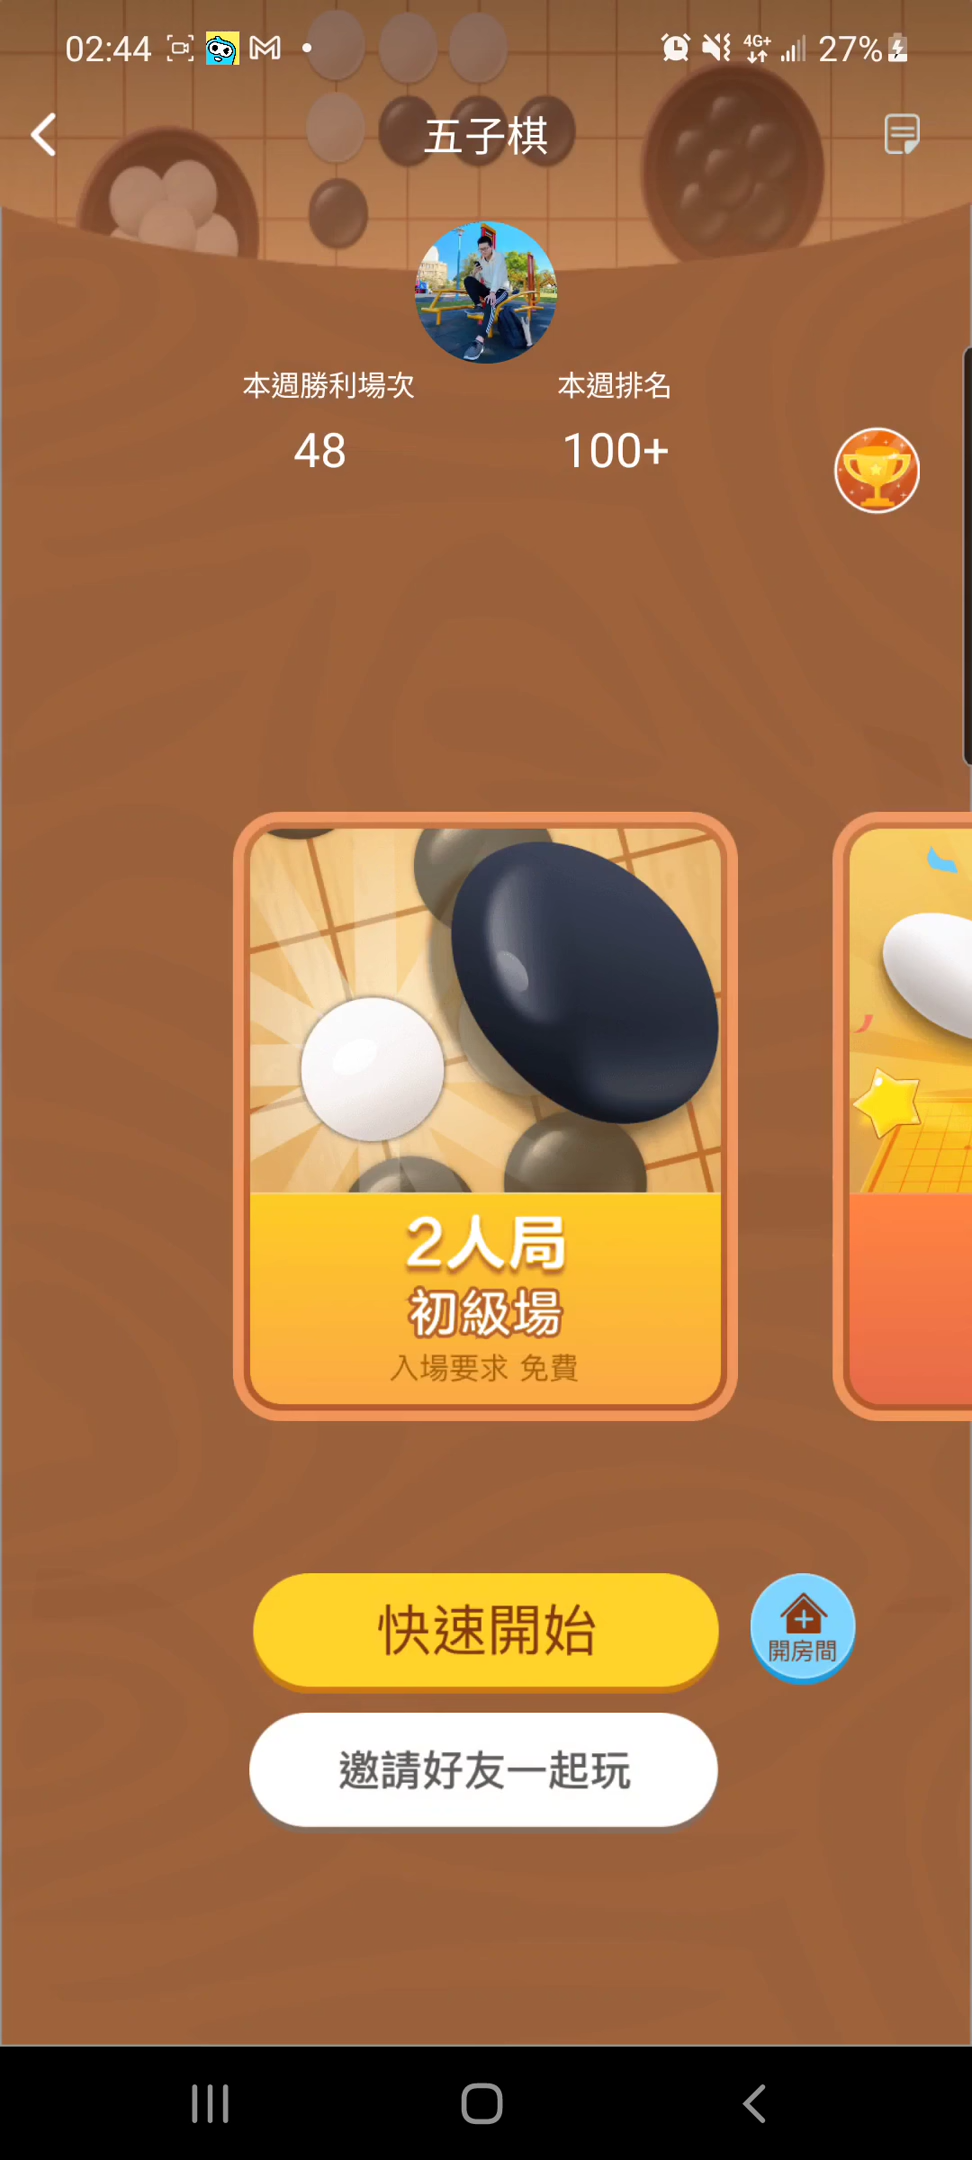 02:44
4G+
27%
五子棋
本週勝利場次
本週排名
48
100+
2人局
初級場
入場要求 免費
快速開始
開房間
邀請好友一起玩